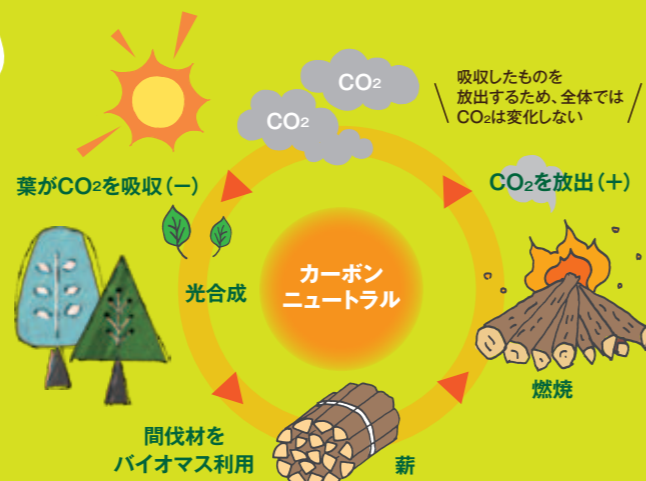 CO2
CO2
吸収したものを
放出するため、全体では
CO2は変化しない
葉がCO2を吸収(−)
CO2を放出(+)
光合成
カーボン
ニュートラル
燃焼
間伐材を
バイオマス利用
薪